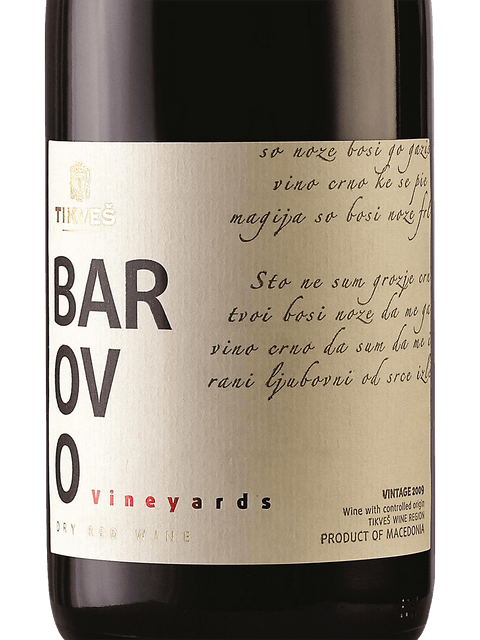 TIKVEŠ
BAR
OV
O Vineyards
DRY RED WINE
so noze bosi go
vino crno ke se pie
magija so bosi noze
Sto ne sum grozje
tvoi bosi noze da me
vino crno da sum da me
rani ljubovni od srce
VINTAGE 2009
Wine with controlled origin
TIKVEŠ WINE REGION
PRODUCT OF MACEDONIA